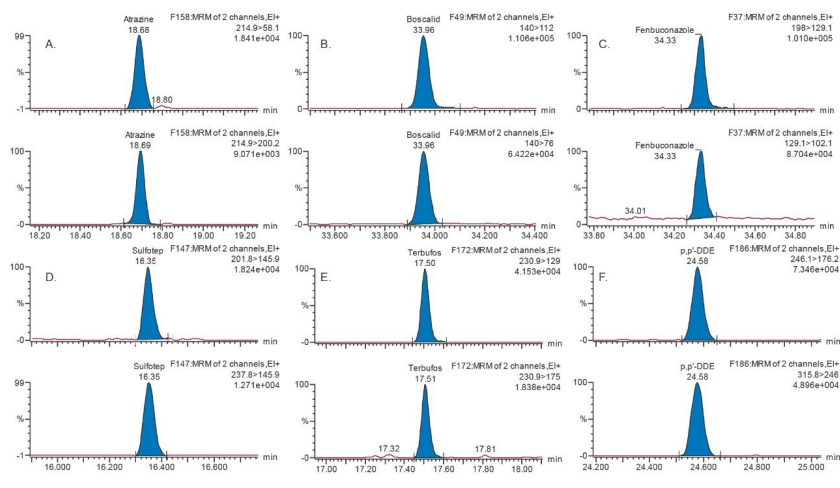 A.
Atrazine
18.68
F158:MRM of 2 channels,EI+
214.9>58.1
1.841e+004
99
%
-1
18.80
min
Atrazine
18.69
F158:MRM of 2 channels,EI+
214.9>200.2
9.071e+003
100
%
-0
18.20 18.40 18.60 18.80 19.00 19.20
min
B.
Boscalid
33.96
F49:MRM of 2 channels,EI+
140>112
1.106e+005
100
%
0
min
Boscalid
33.96
F49:MRM of 2 channels,EI+
140>76
6.422e+004
100
%
-0
33.600 33.800 34.000 34.200 34.400
min
C.
Fenbuconazole
34.33
F37:MRM of 2 channels,EI+
198>129.1
1.010e+005
100
%
0
min
Fenbuconazole
34.33
F37:MRM of 2 channels,EI+
129.1>102.1
8.704e+004
100
%
-0
34.01
33.80 34.00 34.20 34.40 34.60 34.80
min
D.
Sulfotep
16.35
F147:MRM of 2 channels,EI+
201.8>145.9
1.824e+004
100
%
-0
min
Sulfotep
16.35
F147:MRM of 2 channels,EI+
237.8>145.9
1.271e+004
99
%
-1
16.000 16.200 16.400 16.600
min
E.
Terbufos
17.50
F172:MRM of 2 channels,EI+
230.9>129
4.153e+004
100
%
-0
min
Terbufos
17.51
F172:MRM of 2 channels,EI+
230.9>175
1.838e+004
100
%
-0
17.32
17.81
17.00 17.20 17.40 17.60 17.80 18.00
min
F.
p,p'-DDE
24.58
F186:MRM of 2 channels,EI+
246.1>176.2
7.346e+004
100
%
-0
min
p,p'-DDE
24.58
F186:MRM of 2 channels,EI+
315.8>246
4.896e+004
100
%
-0
24.200 24.400 24.600 24.800 25.000
min